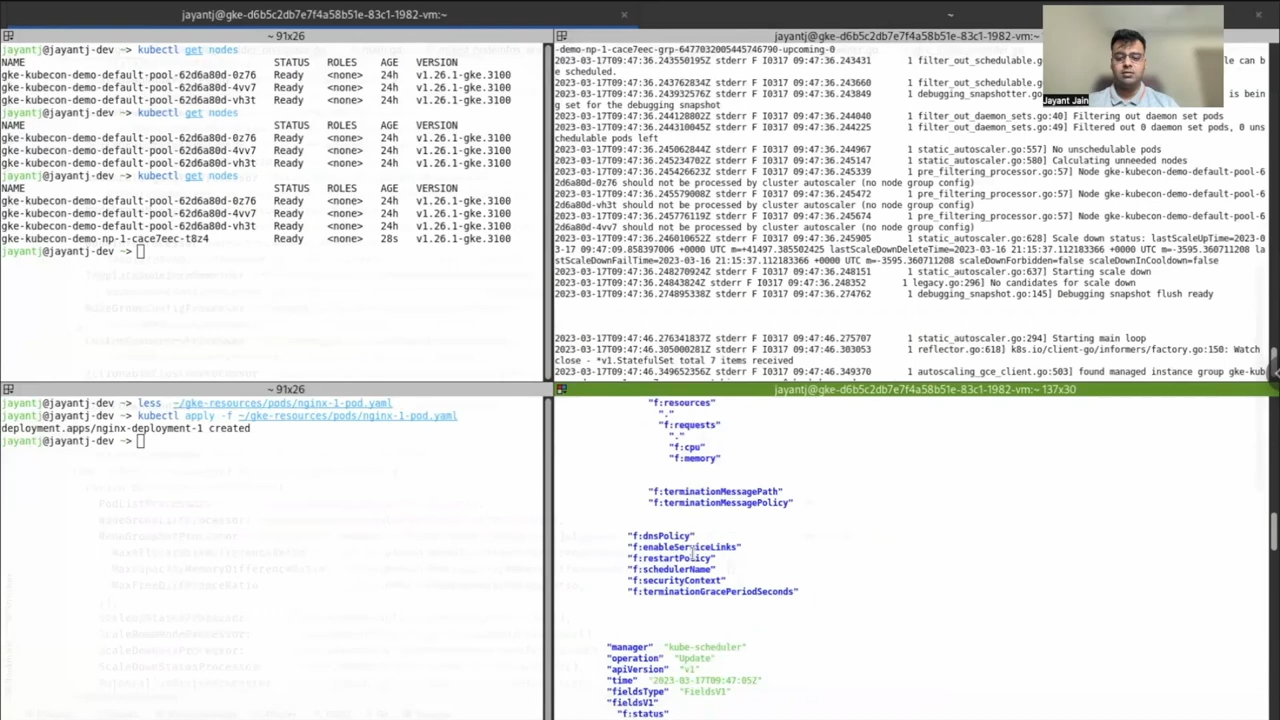 jayantj@gke-d6b5c2db7e7f4a58b51e-83c1-1982-vm:~
~
~ 91x26
jayantj@jayantj-dev ~> kubectl get nodes
NAME STATUS ROLES AGE VERSION
gke-kubecon-demo-default-pool-62d6a80d-0z76 Ready <none> 24h v1.26.1-gke.3100
gke-kubecon-demo-default-pool-62d6a80d-4vv7 Ready <none> 24h v1.26.1-gke.3100
gke-kubecon-demo-default-pool-62d6a80d-vh3t Ready <none> 24h v1.26.1-gke.3100
jayantj@jayantj-dev ~> kubectl get nodes
NAME STATUS ROLES AGE VERSION
gke-kubecon-demo-default-pool-62d6a80d-0z76 Ready <none> 24h v1.26.1-gke.3100
gke-kubecon-demo-default-pool-62d6a80d-4vv7 Ready <none> 24h v1.26.1-gke.3100
gke-kubecon-demo-default-pool-62d6a80d-vh3t Ready <none> 24h v1.26.1-gke.3100
jayantj@jayantj-dev ~> kubectl get nodes
NAME STATUS ROLES AGE VERSION
gke-kubecon-demo-default-pool-62d6a80d-0z76 Ready <none> 24h v1.26.1-gke.3100
gke-kubecon-demo-default-pool-62d6a80d-4vv7 Ready <none> 24h v1.26.1-gke.3100
gke-kubecon-demo-default-pool-62d6a80d-vh3t Ready <none> 24h v1.26.1-gke.3100
gke-kubecon-demo-np-1-cace7eec-t8z4 Ready <none> 28s v1.26.1-gke.3100
jayantj@jayantj-dev ~>
jayantj@gke-d6b5c2db7e7f4a58b51e-83c1-1982-vm:~
-demo-np-1-cace7eec-grp-6477032005445746790-upcoming-0
2023-03-17T09:47:36.243550195Z stderr F I0317 09:47:36.243431 1 filter_out_schedulable.g
e scheduled.
2023-03-17T09:47:36.243762834Z stderr F I0317 09:47:36.243660 1 filter_out_schedulable.g
2023-03-17T09:47:36.243932576Z stderr F I0317 09:47:36.243849 1 debugging_snapshotter.go is bein
g set for the debugging snapshot
2023-03-17T09:47:36.244128802Z stderr F I0317 09:47:36.244040 1 filter_out_daemon_sets.go:40] Filtering out daemon set pods
2023-03-17T09:47:36.244310045Z stderr F I0317 09:47:36.244225 1 filter_out_daemon_sets.go:49] Filtered out 0 daemon set pods, 0 uns
chedulable pods left
2023-03-17T09:47:36.245062844Z stderr F I0317 09:47:36.244967 1 static_autoscaler.go:557] No unschedulable pods
2023-03-17T09:47:36.245234702Z stderr F I0317 09:47:36.245147 1 static_autoscaler.go:580] Calculating unneeded nodes
2023-03-17T09:47:36.245426623Z stderr F I0317 09:47:36.245339 1 pre_filtering_processor.go:57] Node gke-kubecon-demo-default-pool-6
2d6a80d-0z76 should not be processed by cluster autoscaler (no node group config)
2023-03-17T09:47:36.245579008Z stderr F I0317 09:47:36.245472 1 pre_filtering_processor.go:57] Node gke-kubecon-demo-default-pool-6
2d6a80d-vh3t should not be processed by cluster autoscaler (no node group config)
2023-03-17T09:47:36.245776119Z stderr F I0317 09:47:36.245674 1 pre_filtering_processor.go:57] Node gke-kubecon-demo-default-pool-6
2d6a80d-4vv7 should not be processed by cluster autoscaler (no node group config)
2023-03-17T09:47:36.246010652Z stderr F I0317 09:47:36.245905 1 static_autoscaler.go:628] Scale down status: lastScaleUpTime=2023-0
3-17 09:47:09.858397006 +0000 UTC m=+41497.385502425 lastScaleDownDeleteTime=2023-03-16 21:15:37.112183366 +0000 UTC m=-3595.360711208 la
stScaleDownFailTime=2023-03-16 21:15:37.112183366 +0000 UTC m=-3595.360711208 scaleDownForbidden=false scaleDownInCooldown=false
2023-03-17T09:47:36.248270924Z stderr F I0317 09:47:36.248151 1 static_autoscaler.go:637] Starting scale down
2023-03-17T09:47:36.24843824Z stderr F I0317 09:47:36.248352 1 legacy.go:296] No candidates for scale down
2023-03-17T09:47:36.274895338Z stderr F I0317 09:47:36.274762 1 debugging_snapshot.go:145] Debugging snapshot flush ready
2023-03-17T09:47:46.276341837Z stderr F I0317 09:47:46.275707 1 static_autoscaler.go:294] Starting main loop
2023-03-17T09:47:46.305000281Z stderr F I0317 09:47:46.303053 1 reflector.go:618] k8s.io/client-go/informers/factory.go:150: Watch
close - *v1.StatefulSet total 7 items received
2023-03-17T09:47:46.349652356Z stderr F I0317 09:47:46.349370 1 autoscaling_gce_client.go:503] found managed instance group gke-kub
Jayant Jain
~ 91x26
jayantj@jayantj-dev ~> less ~/gke-resources/pods/nginx-1-pod.yaml
jayantj@jayantj-dev ~> kubectl apply -f ~/gke-resources/pods/nginx-1-pod.yaml
deployment.apps/nginx-deployment-1 created
jayantj@jayantj-dev ~>
jayantj@gke-d6b5c2db7e7f4a58b51e-83c1-1982-vm:~ 137x30
"f:resources"
"."
"f:requests"
"."
"f:cpu"
"f:memory"
"f:terminationMessagePath"
"f:terminationMessagePolicy"
"f:dnsPolicy"
"f:enableServiceLinks"
"f:restartPolicy"
"f:schedulerName"
"f:securityContext"
"f:terminationGracePeriodSeconds"
"manager" "kube-scheduler"
"operation" "Update"
"apiVersion" "v1"
"time" "2023-03-17T09:47:05Z"
"fieldsType" "FieldsV1"
"fieldsV1"
"f:status"